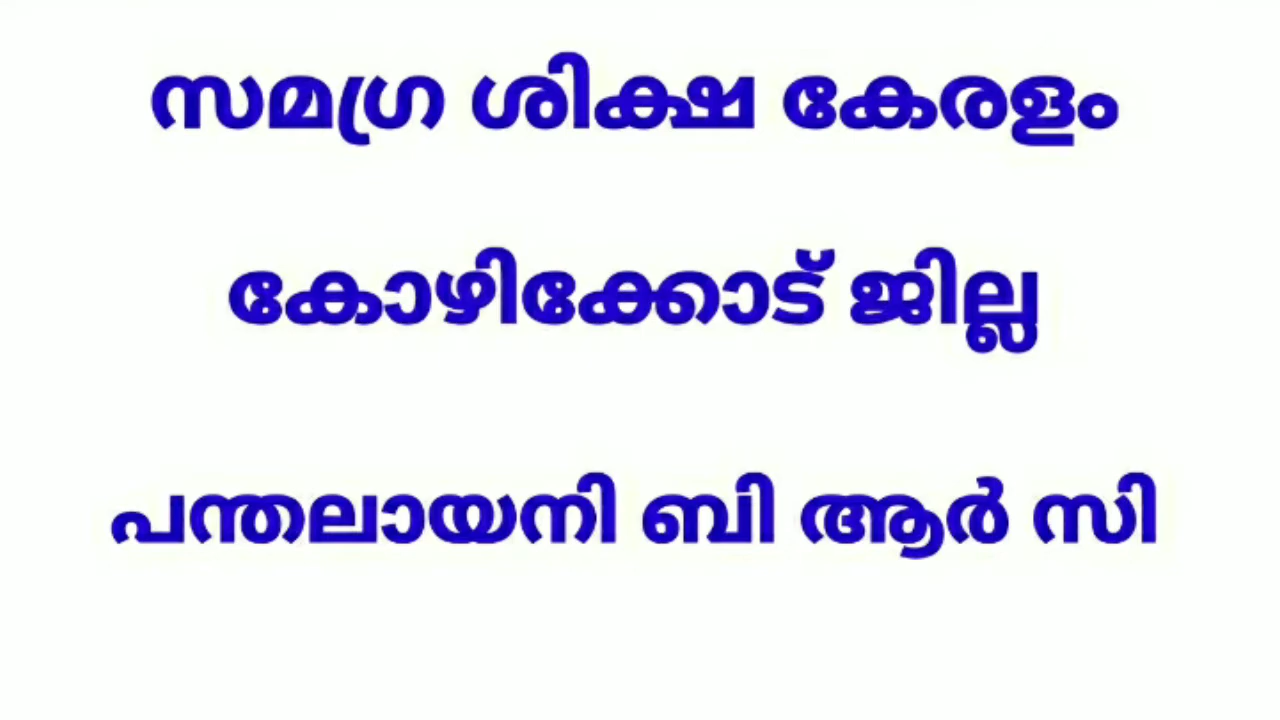 സമഗ്ര ശിക്ഷ കേരളം
കോഴിക്കോട് ജില്ല
പന്തലായനി ബി ആർ സി